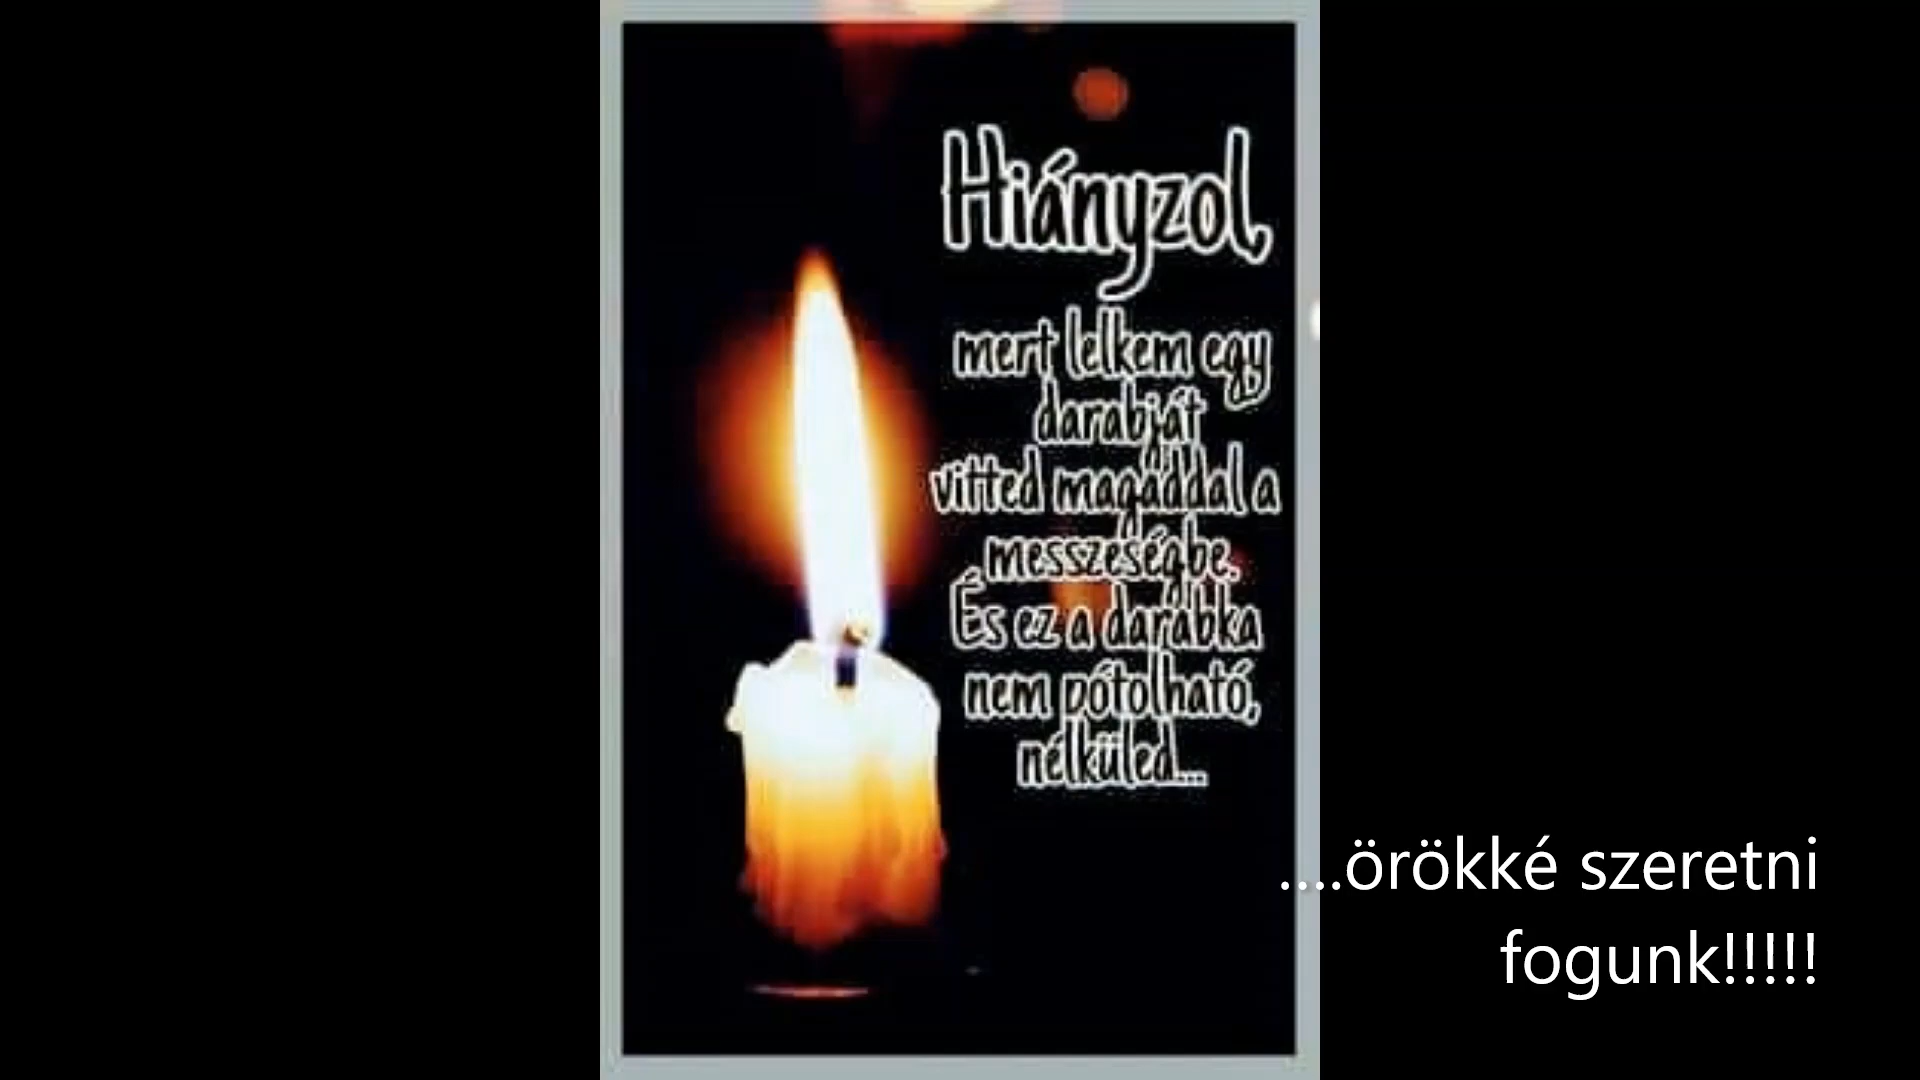 Hiányzol,
mert lelkem egy
darabját
vitted magaddal a
messzeségbe.
És ez a darabka
nem pótolható,
nélküled...
....örökké szeretni
fogunk!!!!!